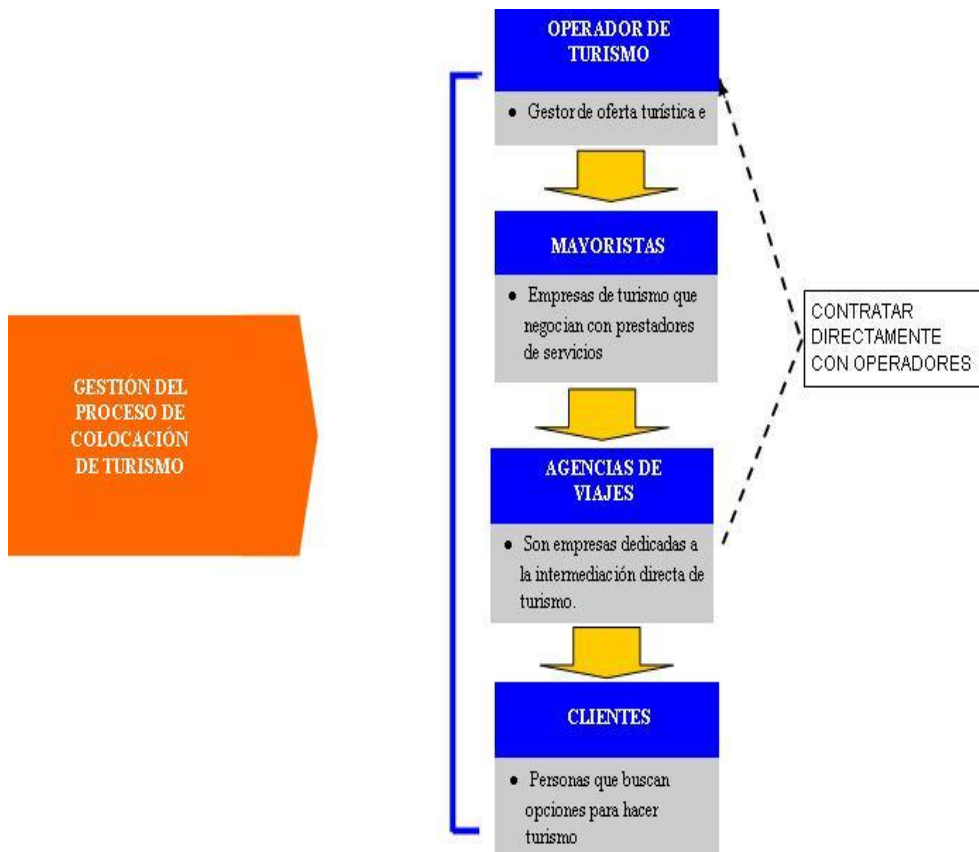 OPERADOR DE
TURISMO
• Gestor de oferta turística e
MAYORISTAS
• Empresas de turismo que
negocian con prestadores
de servicios
CONTRATAR
DIRECTAMENTE
CON OPERADORES
GESTIÓN DEL
PROCESO DE
COLOCACIÓN
DE TURISMO
AGENCIAS DE
VIAJES
• Son empresas dedicadas a
la intermediación directa de
turismo.
CLIENTES
• Personas que buscan
opciones para hacer
turismo